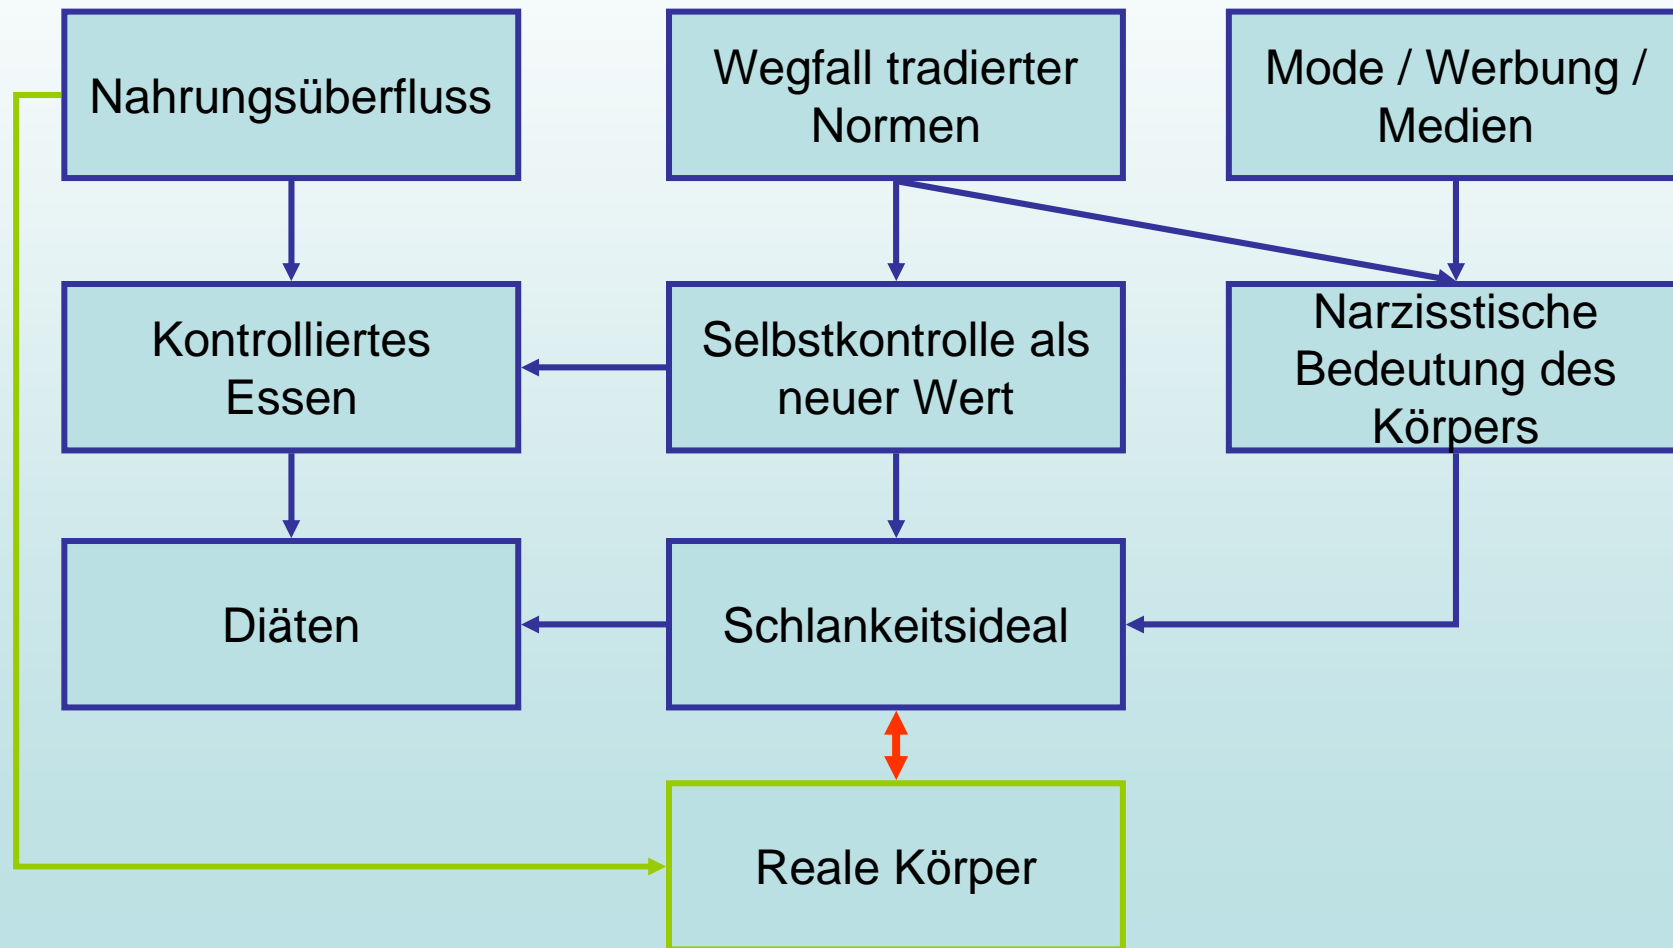 Nahrungsüberfluss
Wegfall tradierter
Normen
Mode / Werbung /
Medien
Kontrolliertes
Essen
Selbstkontrolle als
neuer Wert
Narzisstische
Bedeutung des
Körpers
Diäten
Schlankeitsideal
Reale Körper